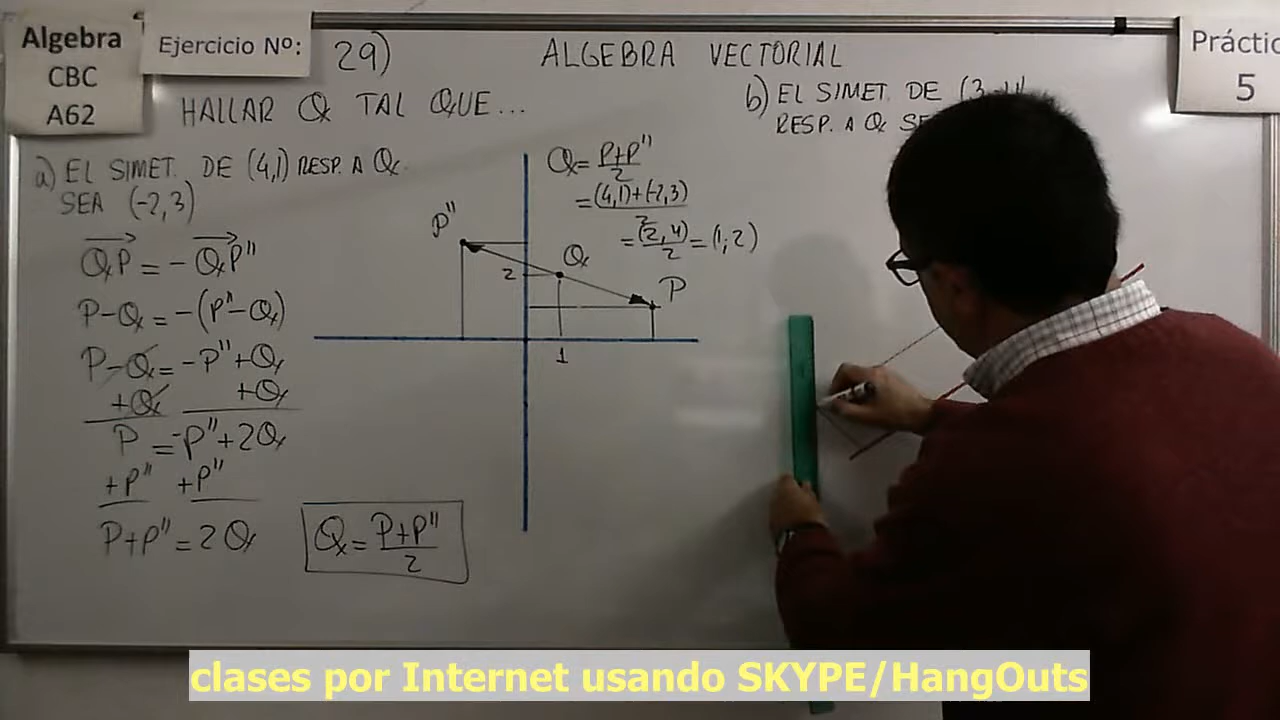 Algebra
CBC
A62
Ejercicio Nº:
29)
ALGEBRA VECTORIAL
5
HALLAR Q TAL QUE...
a) EL SIMET. DE (4,1) RESP. A Q
SEA (-2,3)
QP = - QP"
P-Q = -(P"-Q)
P-Q = -P"+Q
+Q +Q
P = -P"+2Q
+P" +P"
P+P" = 2Q
Q = P+P"
2
P"
Q
P
2
1
Q = P+P"
2
= (4,1)+(-2,3)
2
= (2,4) = (1,2)
2
b) EL SIMET. DE
RESP. A Q
clases por Internet usando SKYPE/HangOuts